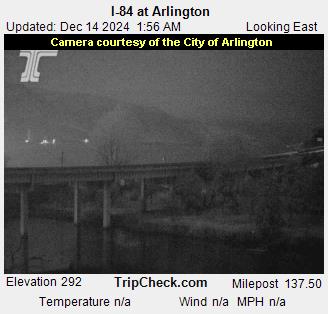 I-84 at Arlington
Updated: Dec 14 2024 1:56 AM Looking East
Camera courtesy of the City of Arlington
Elevation 292 TripCheck.com Milepost 137.50
Temperature n/a Wind n/a MPH n/a